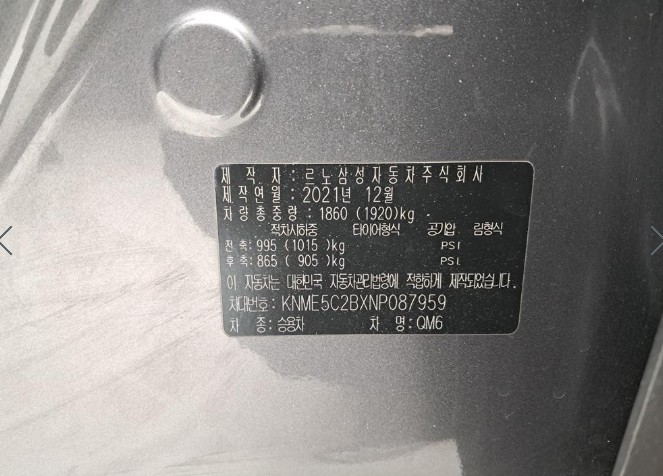 제 작 자 : 르노삼성자동차주식회사
제작연월 : 2021년 12월
차량총중량 : 1860 (1920)kg
적차시하중 타이어형식 공기압 림형식
전축: 995 (1015 )kg PSI
후축: 865 ( 905 )kg PSI
이 자동차는 대한민국 자동차관리법령에 적합하게 제작되었습니다.
차대번호: KNME5C2BXNP087959
차 종: 승용차 차 명: QM6